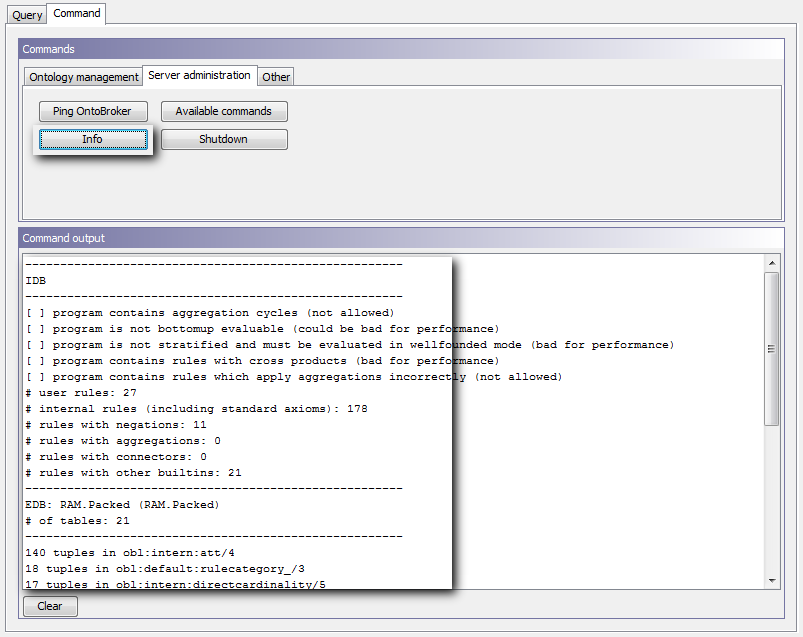 Query Command
Commands
Ontology management Server administration Other
Ping OntoBroker Available commands
Info Shutdown
Command output
------------------------------------------------------
IDB
------------------------------------------------------
[ ] program contains aggregation cycles (not allowed)
[ ] program is not bottomup evaluable (could be bad for performance)
[ ] program is not stratified and must be evaluated in wellfounded mode (bad for performance)
[ ] program contains rules with cross products (bad for performance)
[ ] program contains rules which apply aggregations incorrectly (not allowed)
# user rules: 27
# internal rules (including standard axioms): 178
# rules with negations: 11
# rules with aggregations: 0
# rules with connectors: 0
# rules with other builtins: 21
------------------------------------------------------
EDB: RAM.Packed (RAM.Packed)
# of tables: 21
------------------------------------------------------
140 tuples in obl:intern:att/4
18 tuples in obl:default:rulecategory_/3
17 tuples in obl:intern:directcardinality/5
Clear